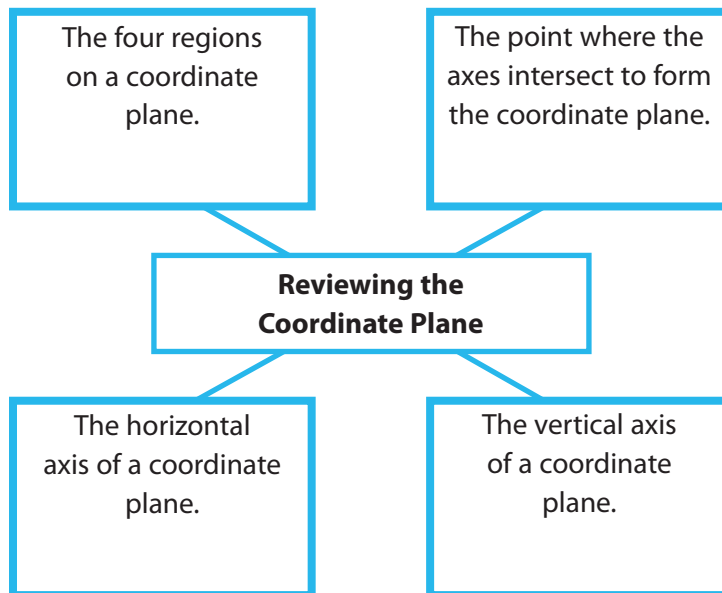 The four regions
on a coordinate
plane.
The point where the
axes intersect to form
the coordinate plane.
Reviewing the
Coordinate Plane
The horizontal
axis of a coordinate
plane.
The vertical axis
of a coordinate
plane.